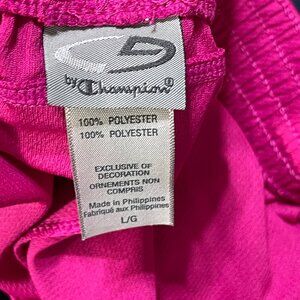 by Champion
100% POLYESTER
100% POLYESTER
EXCLUSIVE OF
DECORATION
ORNEMENTS NON
COMPRIS
Made in Philippines
Fabriqué aux Philippines
L/G